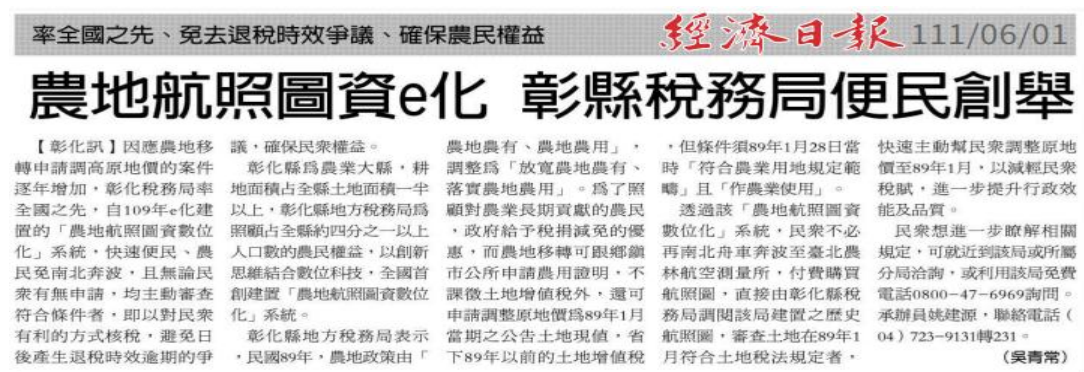 率全國之先、免去退稅時效爭議、確保農民權益
經濟日報 111/06/01
農地航照圖資e化 彰縣稅務局便民創舉
【彰化訊】因應農地移
轉申請調高原地價的案件
逐年增加，彰化稅務局率
全國之先，自109年e化建
置的「農地航照圖資數位
化」系統，快速便民、農
民免南北奔波，且無論民
眾有無申請，均主動審查
符合條件者，即以對民眾
有利的方式核稅，避免日
後產生退稅時效逾期的爭
議，確保民眾權益。
彰化縣為農業大縣，耕
地面積占全縣土地面積一半
以上，彰化縣地方稅務局為
照顧占全縣約四分之一以上
人口數的農民權益，以創新
思維結合數位科技，全國首
創建置「農地航照圖資數位
化」系統。
彰化縣地方稅務局表示
，民國89年，農地政策由「
農地農有、農地農用」，
調整為「放寬農地農有、
落實農地農用」。為了照
顧對農業長期貢獻的農民
，政府給予稅捐減免的優
惠，而農地移轉可跟鄉鎮
市公所申請農用證明，不
課徵土地增值稅外，還可
申請調整原地價為89年1月
當期之公告土地現值，省
下89年以前的土地增值稅
，但條件須89年1月28日當
時「符合農業用地規定範
疇」且「作農業使用」。
透過該「農地航照圖資
數位化」系統，民眾不必
再南北舟車奔波至臺北農
林航空測量所，付費購買
航照圖，直接由彰化縣稅
務局調閱該局建置之歷史
航照圖，審查土地在89年1
月符合土地稅法規定者，
快速主動幫民眾調整原地
價至89年1月，以減輕民眾
稅賦，進一步提升行政效
能及品質。
民眾想進一步瞭解相關
規定，可就近到該局或所屬
分局洽詢，或利用該局免費
電話0800-47-6969詢問。
承辦員姚建源，聯絡電話（
04）723-9131轉231。
（吳青常）